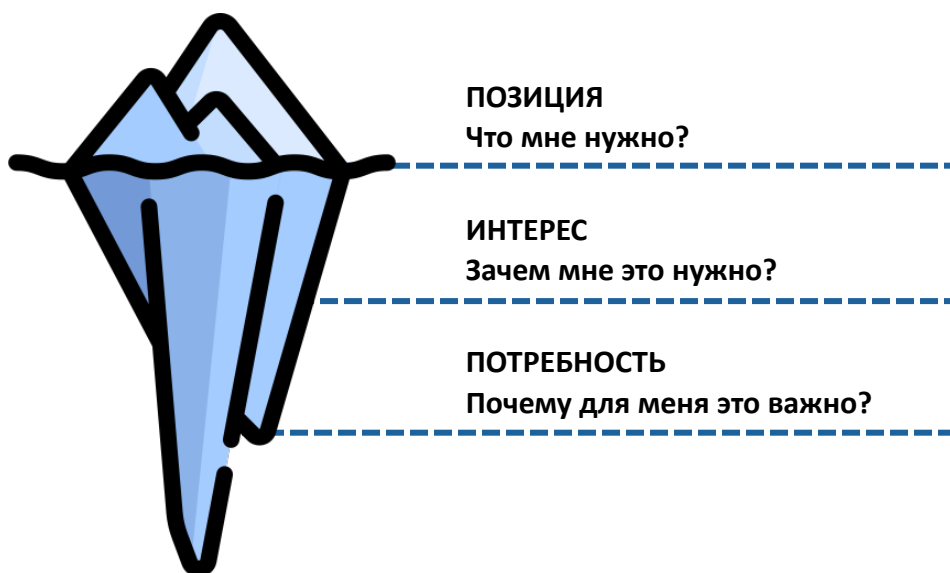 ПОЗИЦИЯ
Что мне нужно?
ИНТЕРЕС
Зачем мне это нужно?
ПОТРЕБНОСТЬ
Почему для меня это важно?